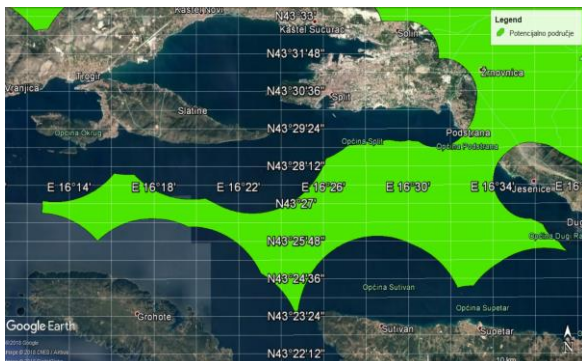 Kaštel Novi
N43°33'
Kaštel Sućurac
Solin
Legend
Potencijalno područje
N43°31'48"
Žrnovnica
Trogir
Vranjica
N43°30'36"
Split
Slatine
N43°29'24"
Općina Okrug
Općina Split
Podstrana
Općina Podstrana
N43°28'12"
E 16°14'
E 16°18'
E 16°22'
E 16°26'
E 16°30'
E 16°34'
Jesenice
E 16°
N43°27'
Dug
Općina Dugi Ra
N43°25'48"
N43°24'36"
Općina Sutivan
Općina Supetar
Grohote
N43°23'24"
Google Earth
Sutivan
Supetar
N
N43°22'12"
10 km